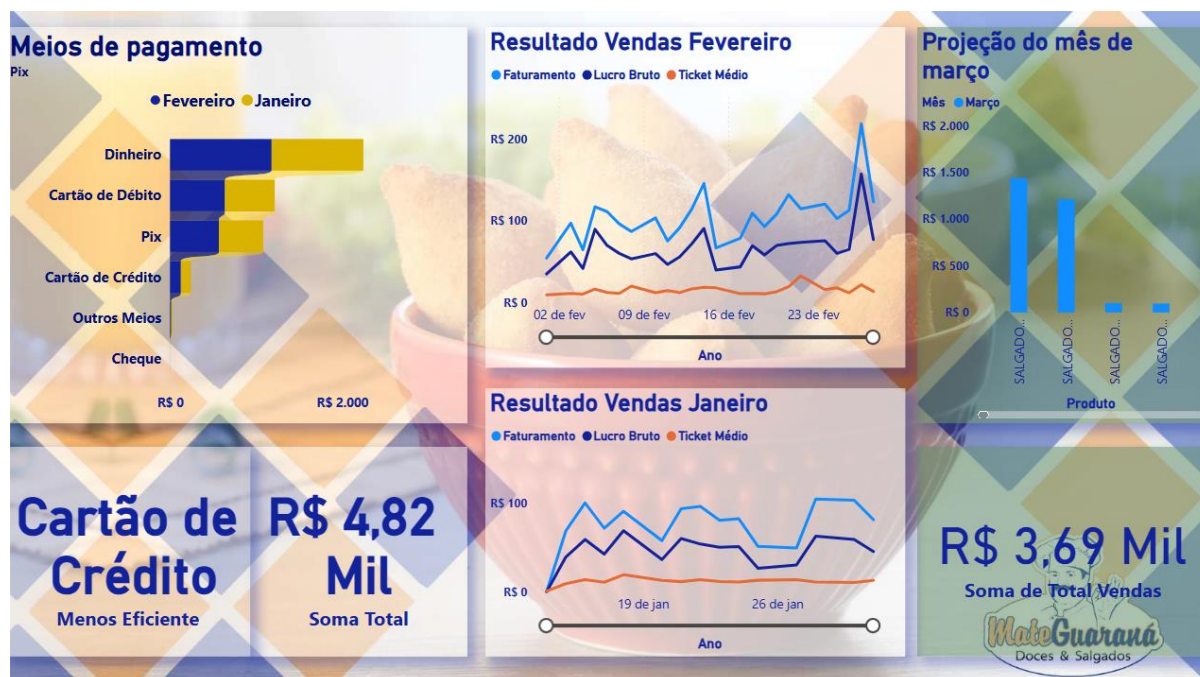 Meios de pagamento
Pix
Fevereiro Janeiro
Dinheiro
Cartão de Débito
Pix
Cartão de Crédito
Outros Meios
Cheque
R$ 0 R$ 2.000
Cartão de
Crédito
Menos Eficiente
R$ 4,82
Mil
Soma Total
Resultado Vendas Fevereiro
Faturamento Lucro Bruto Ticket Médio
R$ 200
R$ 100
R$ 0
02 de fev 09 de fev 16 de fev 23 de fev
Ano
Resultado Vendas Janeiro
Faturamento Lucro Bruto Ticket Médio
R$ 100
R$ 0
19 de jan 26 de jan
Ano
Projeção do mês de
março
Mês Março
R$ 2.000
R$ 1.500
R$ 1.000
R$ 500
R$ 0
SALGADO...
SALGADO...
SALGADO...
SALGADO...
Produto
R$ 3,69 Mil
Soma de Total Vendas
MateGuaraná
Doces & Salgados